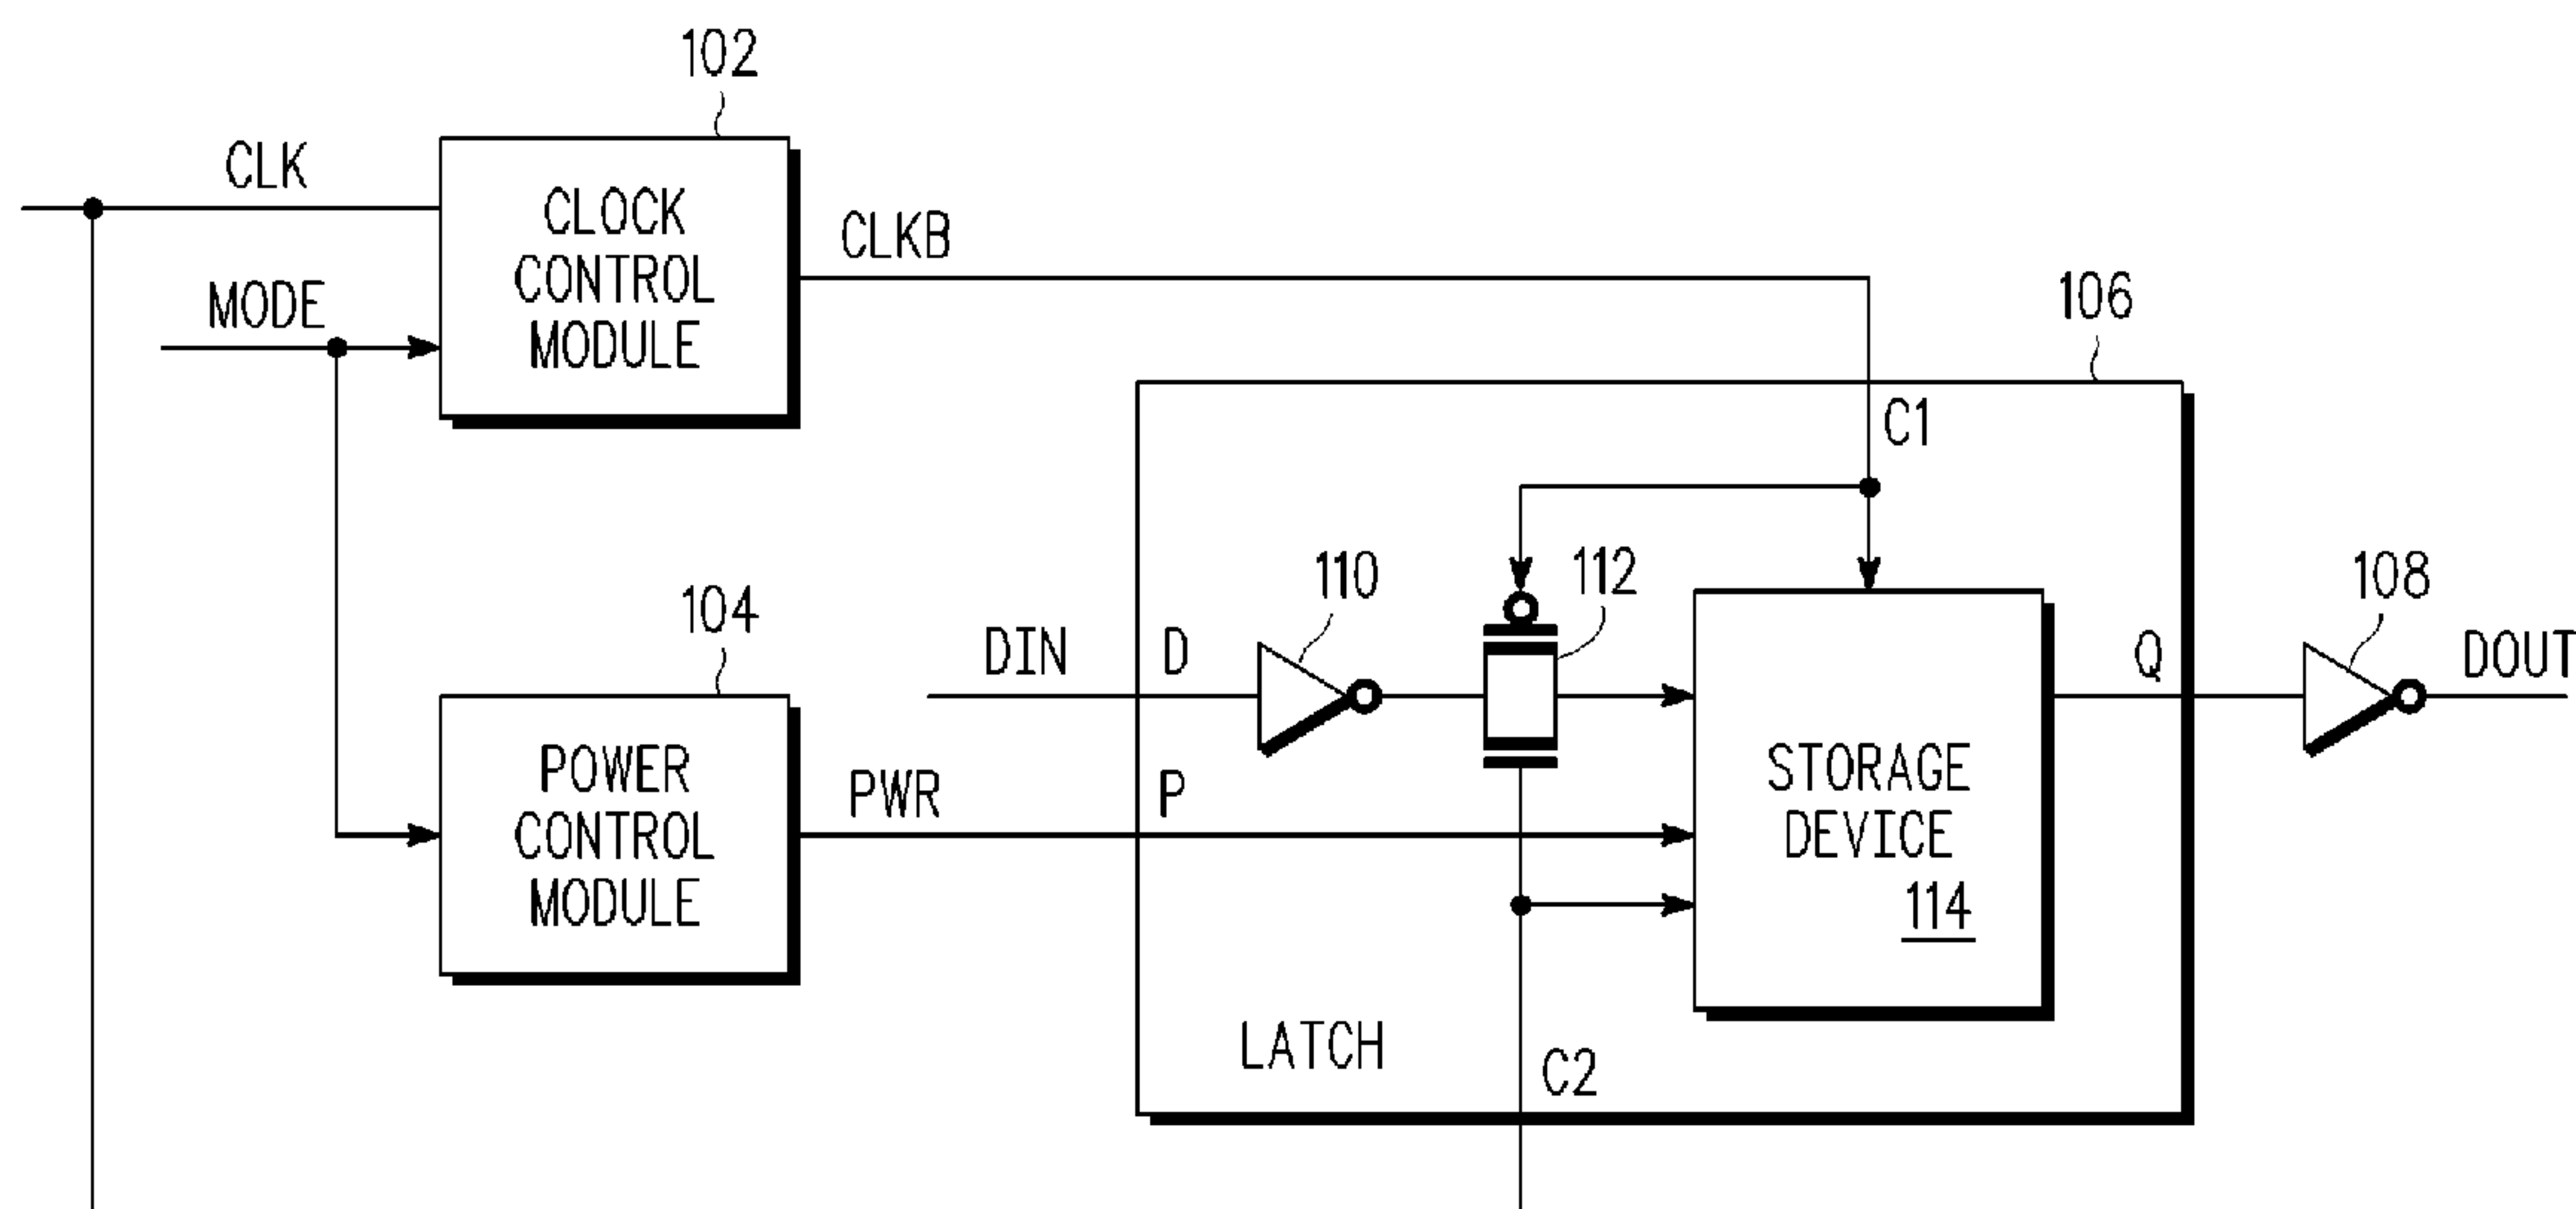 102
CLK
CLOCK
CONTROL
MODULE
CLKB
MODE
106
C1
104
110
112
108
DIN
D
Q
DOUT
POWER
CONTROL
MODULE
PWR
P
STORAGE
DEVICE
114
LATCH
C2